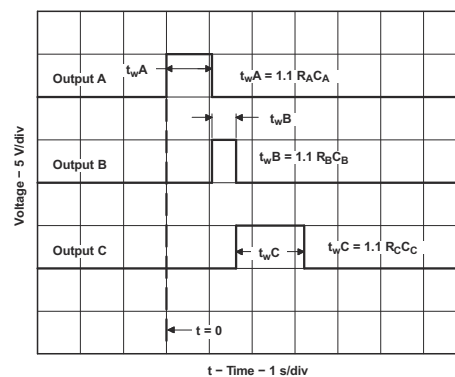 Voltage – 5 V/div
Output A
twA
twA = 1.1 RACA
twB
Output B
twB = 1.1 RBCB
Output C
twC
twC = 1.1 RCCC
t = 0
t – Time – 1 s/div